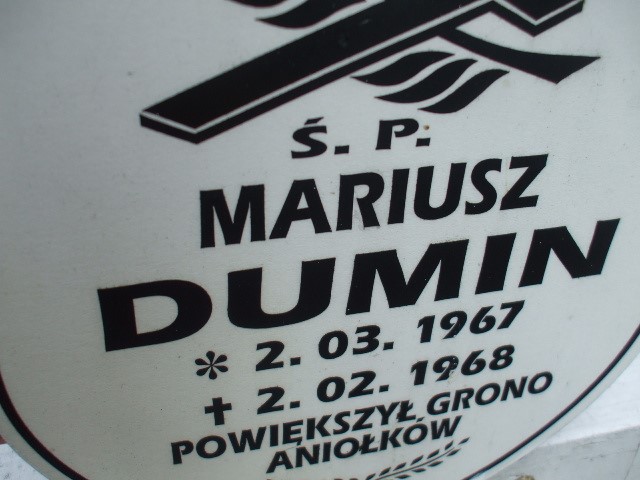 Ś. P.
MARIUSZ
DUMIN
* 2. 03. 1967
✝ 2. 02. 1968
POWIĘKSZYŁ GRONO
ANIOŁKÓW